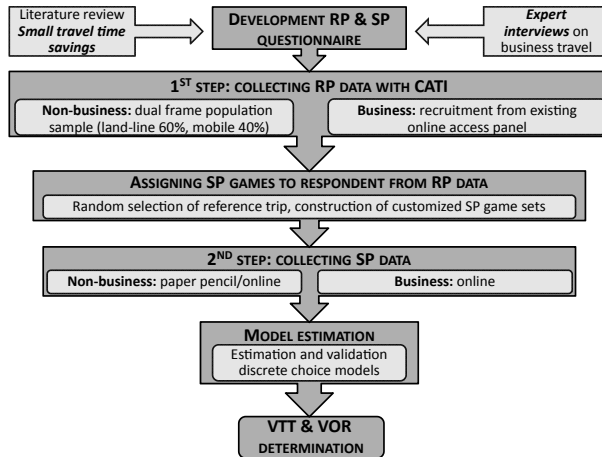 Literature review
Small travel time
savings
DEVELOPMENT RP & SP
QUESTIONNAIRE
Expert
interviews on
business travel
1ST STEP: COLLECTING RP DATA WITH CATI
Non-business: dual frame population
sample (land-line 60%, mobile 40%)
Business: recruitment from existing
online access panel
ASSIGNING SP GAMES TO RESPONDENT FROM RP DATA
Random selection of reference trip, construction of customized SP game sets
2ND STEP: COLLECTING SP DATA
Non-business: paper pencil/online
Business: online
MODEL ESTIMATION
Estimation and validation
discrete choice models
VTT & VOR
DETERMINATION